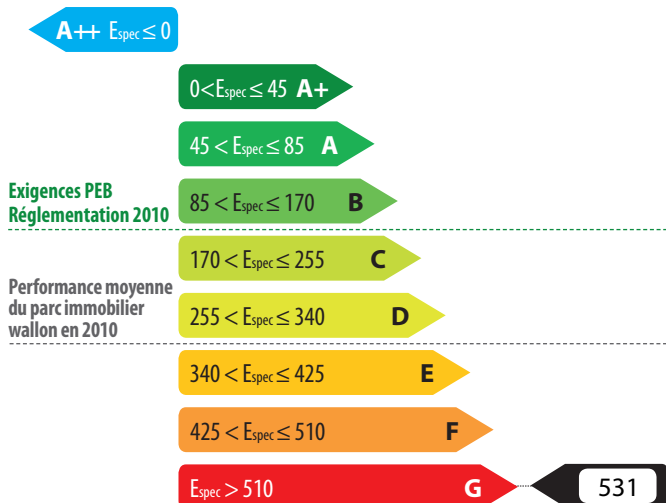 A++ Espec ≤ 0
0 < Espec ≤ 45 A+
45 < Espec ≤ 85 A
Exigences PEB
Réglementation 2010
85 < Espec ≤ 170 B
170 < Espec ≤ 255 C
Performance moyenne
du parc immobilier
wallon en 2010
255 < Espec ≤ 340 D
340 < Espec ≤ 425 E
425 < Espec ≤ 510 F
Espec > 510 G 531